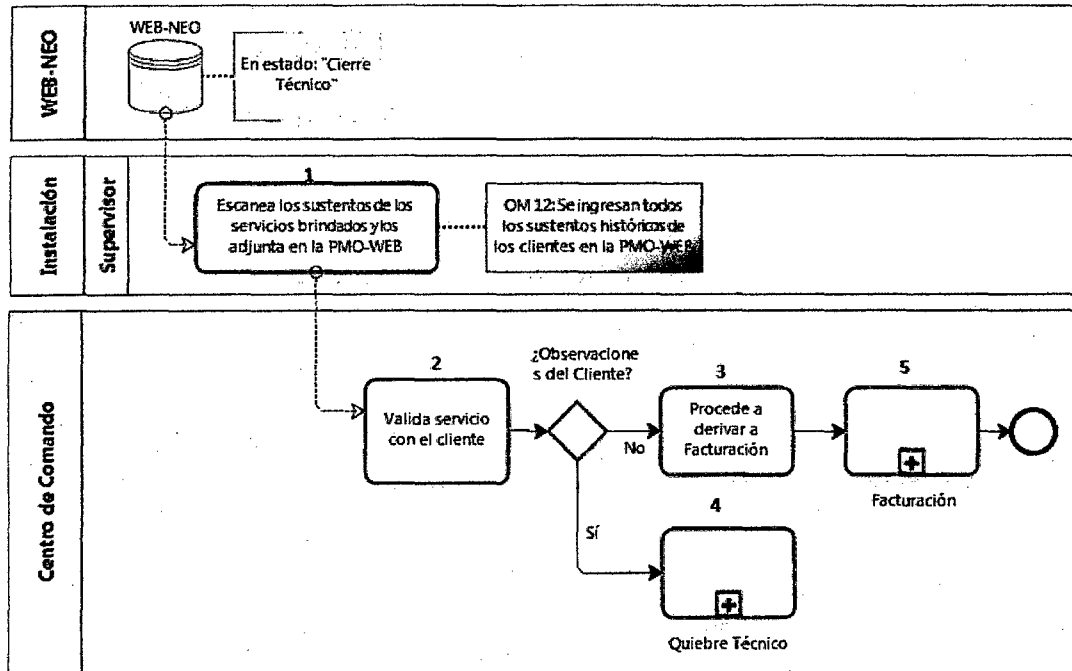 WEB-NEO
WEB-NEO
En estado: "Cierre
Técnico"
Instalación
Supervisor
1
Escanea los sustentos de los
servicios brindados y los
adjunta en la PMO-WEB
OM 12: Se ingresan todos
los sustentos históricos de
los clientes en la PMO-WEB
Centro de Comando
2
Valida servicio
con el cliente
¿Observacione
s del Cliente?
No
Sí
3
Procede a
derivar a
Facturación
5
Facturación
4
Quiebre Técnico